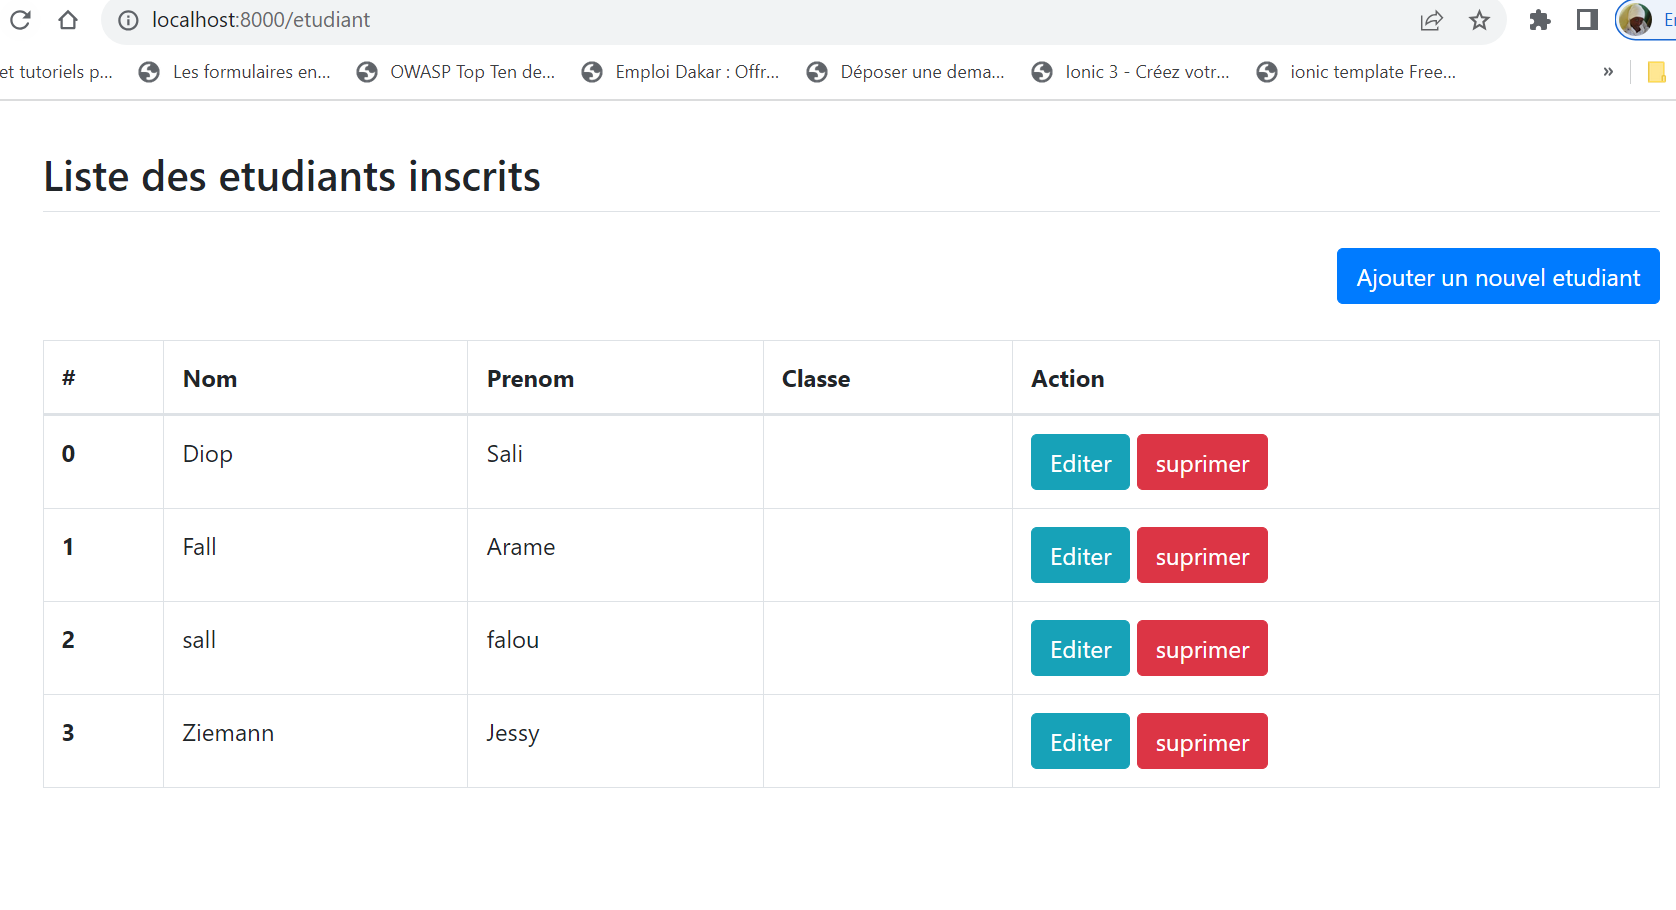 localhost:8000/etudiant
et tutoriels p... Les formulaires en... OWASP Top Ten de... Emploi Dakar : Offr... Déposer une dema... Ionic 3 - Créez votr... ionic template Free... »
Liste des etudiants inscrits
Ajouter un nouvel etudiant
# Nom Prenom Classe Action
0 Diop Sali Editer suprimer
1 Fall Arame Editer suprimer
2 sall falou Editer suprimer
3 Ziemann Jessy Editer suprimer